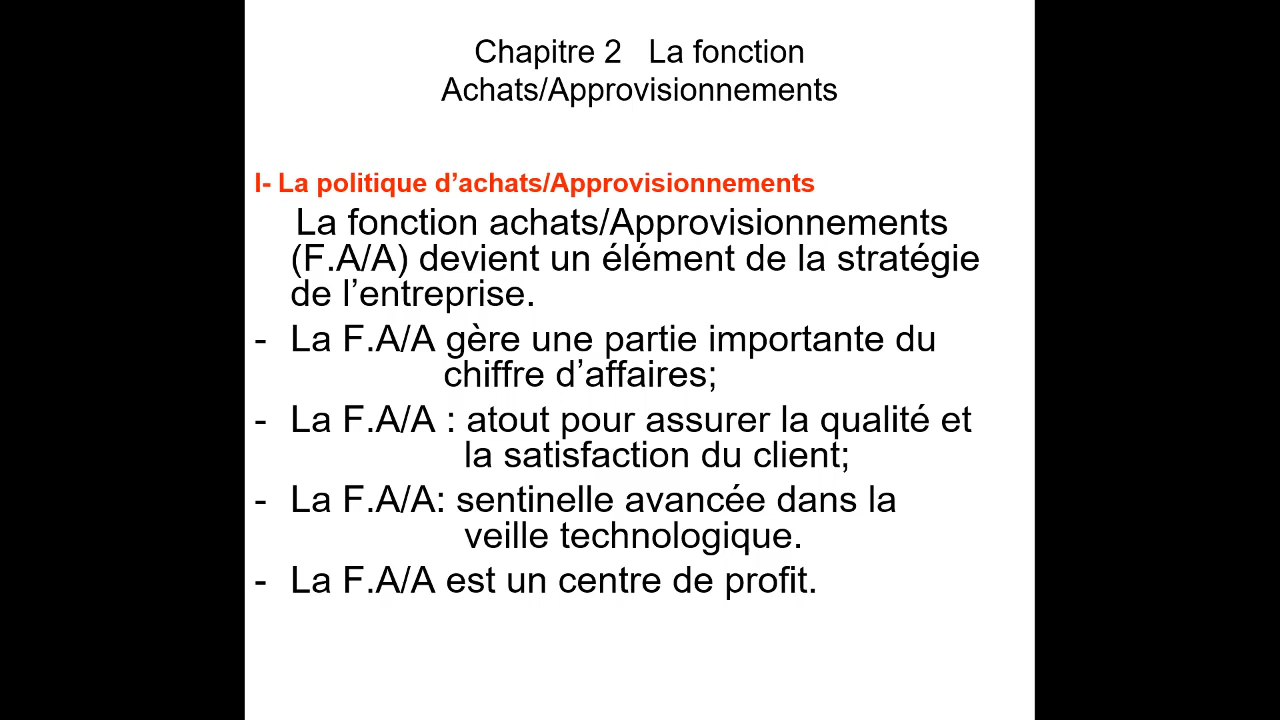 Chapitre 2   La fonction
Achats/Approvisionnements
I- La politique d’achats/Approvisionnements
La fonction achats/Approvisionnements
(F.A/A) devient un élément de la stratégie
de l’entreprise.
- La F.A/A gère une partie importante du
chiffre d’affaires;
- La F.A/A : atout pour assurer la qualité et
la satisfaction du client;
- La F.A/A: sentinelle avancée dans la
veille technologique.
- La F.A/A est un centre de profit.